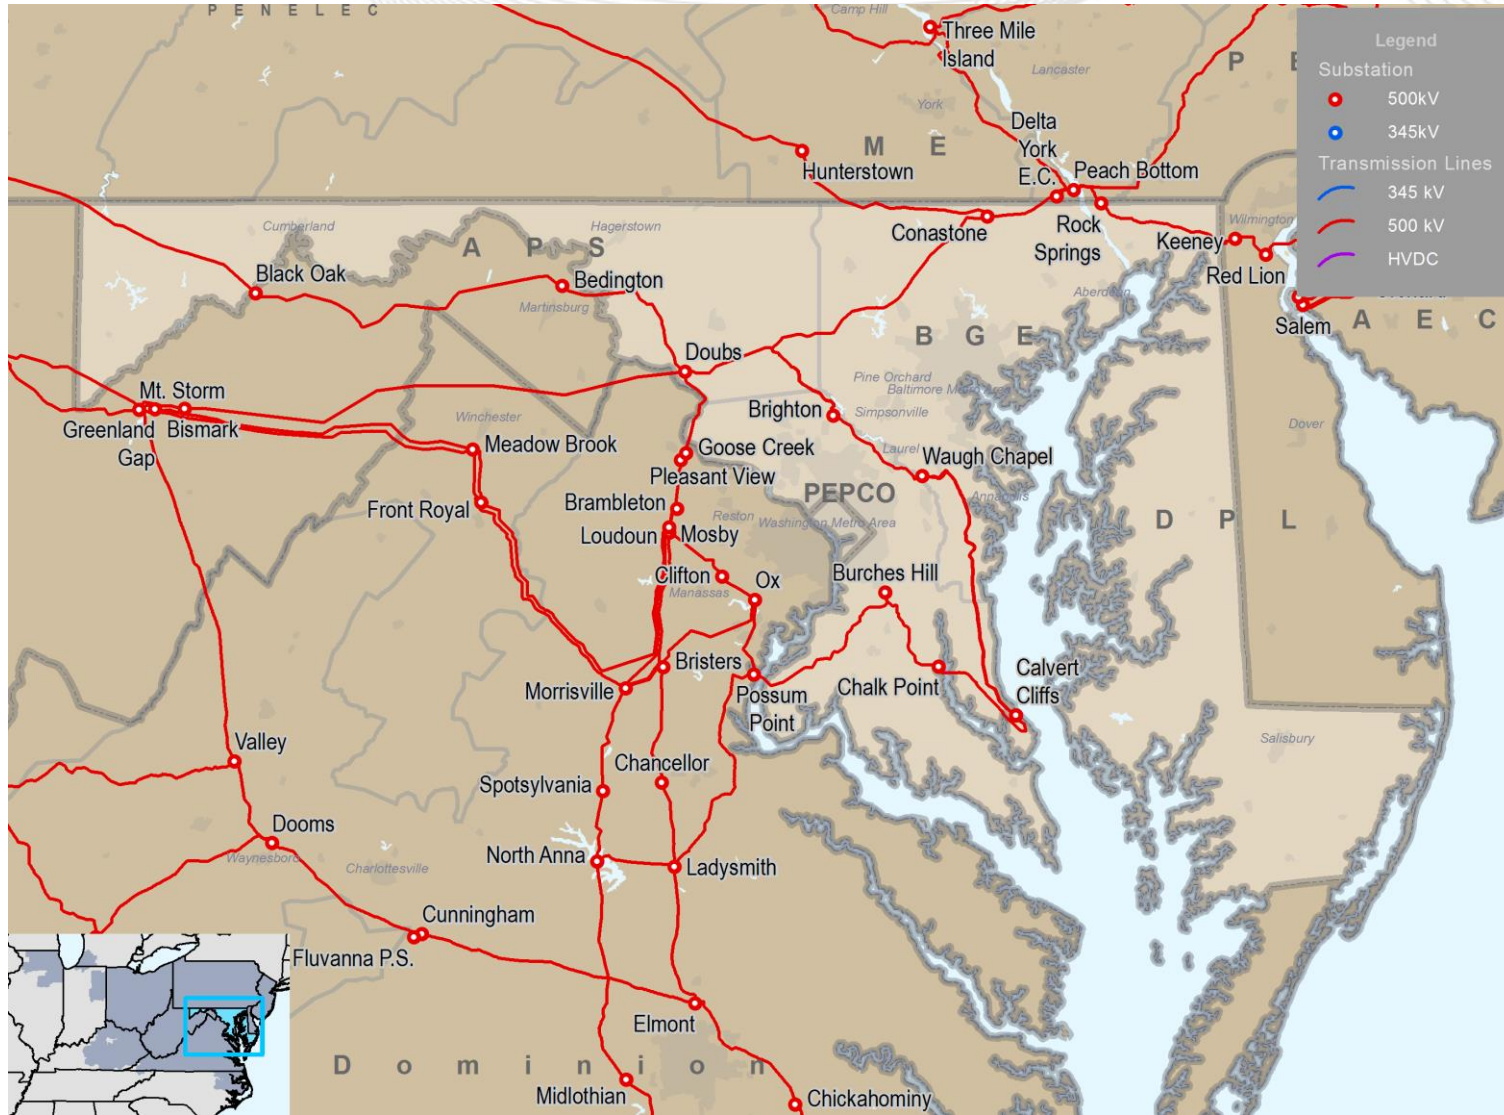 P E N E L E C
Camp Hill
Three Mile
Island
Lancaster
York
P E
M E
Hunterstown
Delta
York
E.C.
Peach Bottom
Rock
Springs
Conastone
Wilmington
Keeney
Red Lion
Salem
A E C
Legend
Substation
500kV
345kV
Transmission Lines
345 kV
500 kV
HVDC
Cumberland
Hagerstown
A P S
Black Oak
Bedington
Martinsburg
Aberdeen
B G E
Doubs
Pine Orchard
Baltimore Metro Area
Simpsonville
Brighton
Laurel
Waugh Chapel
Annapolis
Dover
D P L
Mt. Storm
Greenland
Gap
Bismark
Winchester
Meadow Brook
Front Royal
Goose Creek
Pleasant View
Brambleton
Loudoun
Mosby
Reston
PEPCO
Washington Metro Area
Clifton
Manassas
Ox
Burches Hill
Bristers
Morrisville
Possum
Point
Chalk Point
Calvert
Cliffs
Salisbury
Valley
Spotsylvania
Chancellor
Dooms
Waynesboro
Charlottesville
North Anna
Ladysmith
Cunningham
Fluvanna P.S.
Elmont
D o m i n i o n
Midlothian
Chickahominy